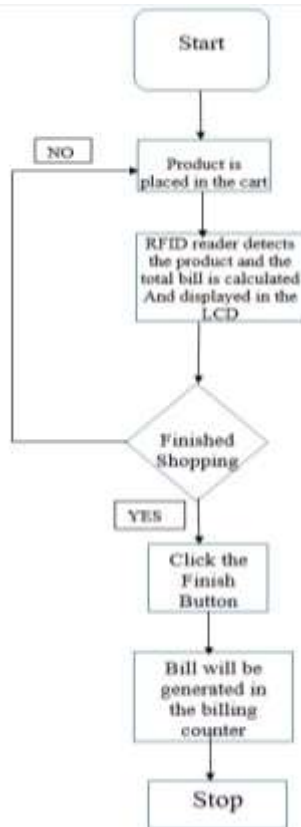 Start
NO
Product is
placed in the cart
RFID reader detects
the product and the
total bill is calculated
And displayed in the
LCD
Finished
Shopping
YES
Click the
Finish
Button
Bill will be
generated in
the billing
counter
Stop